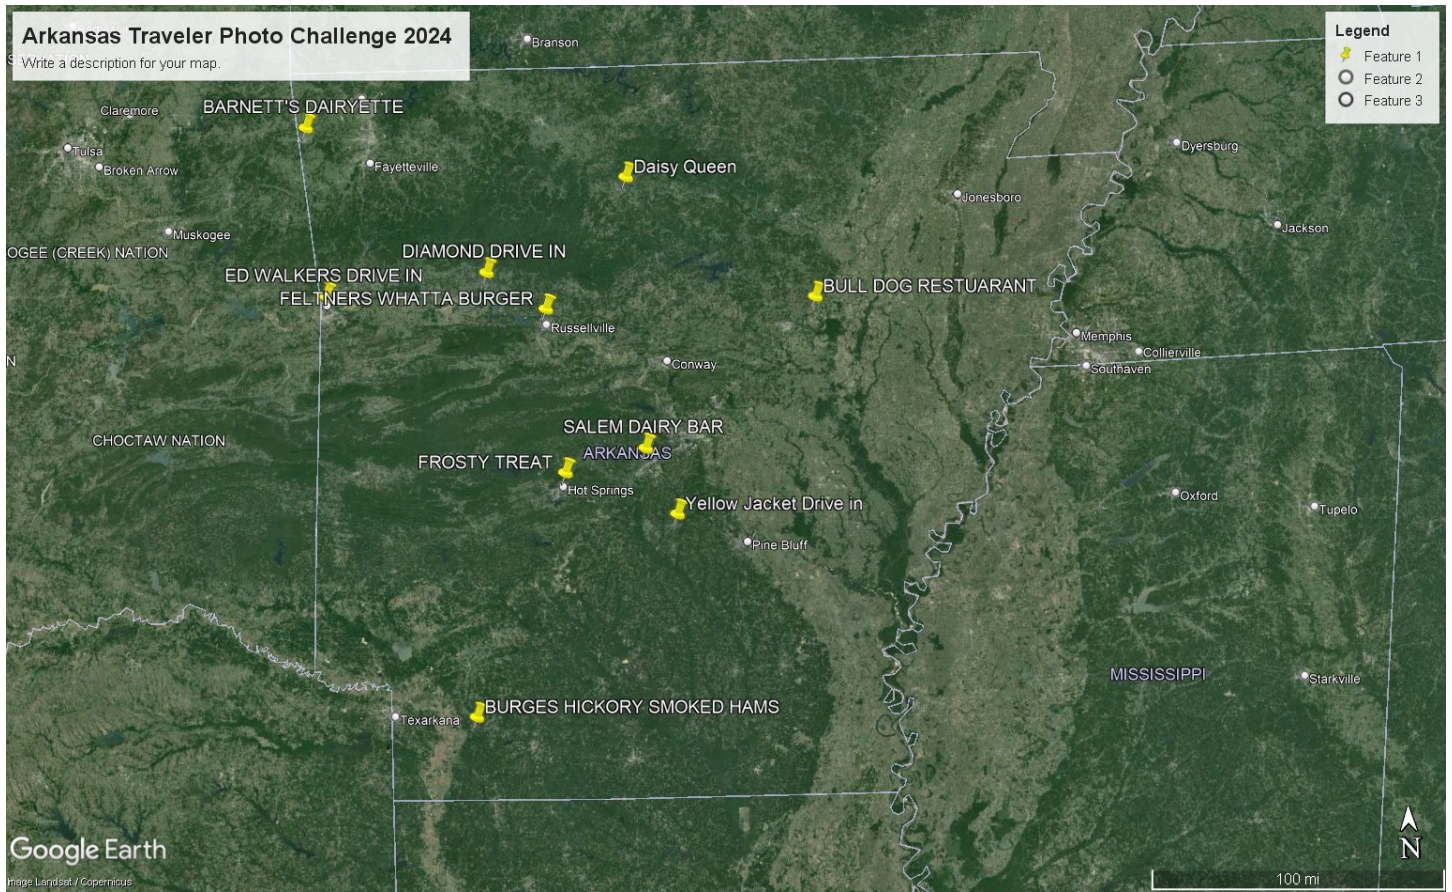 Arkansas Traveler Photo Challenge 2024
Write a description for your map.
Legend
Feature 1
Feature 2
Feature 3
Branson
Claremore
BARNETT'S DAIRYETTE
Tulsa
Broken Arrow
Fayetteville
Daisy Queen
Dyersburg
Jonesboro
Muskogee
Jackson
OGEE (CREEK) NATION
DIAMOND DRIVE IN
ED WALKERS DRIVE IN
BULL DOG RESTUARANT
FELTNERS WHATTA BURGER
Russellville
Memphis
Collierville
Southaven
N
Conway
SALEM DAIRY BAR
CHOCTAW NATION
ARKANSAS
FROSTY TREAT
Hot Springs
Oxford
Yellow Jacket Drive in
Tupelo
Pine Bluff
MISSISSIPPI
Starkville
BURGES HICKORY SMOKED HAMS
Texarkana
N
Google Earth
100 mi
mage Landsat / Copernicus